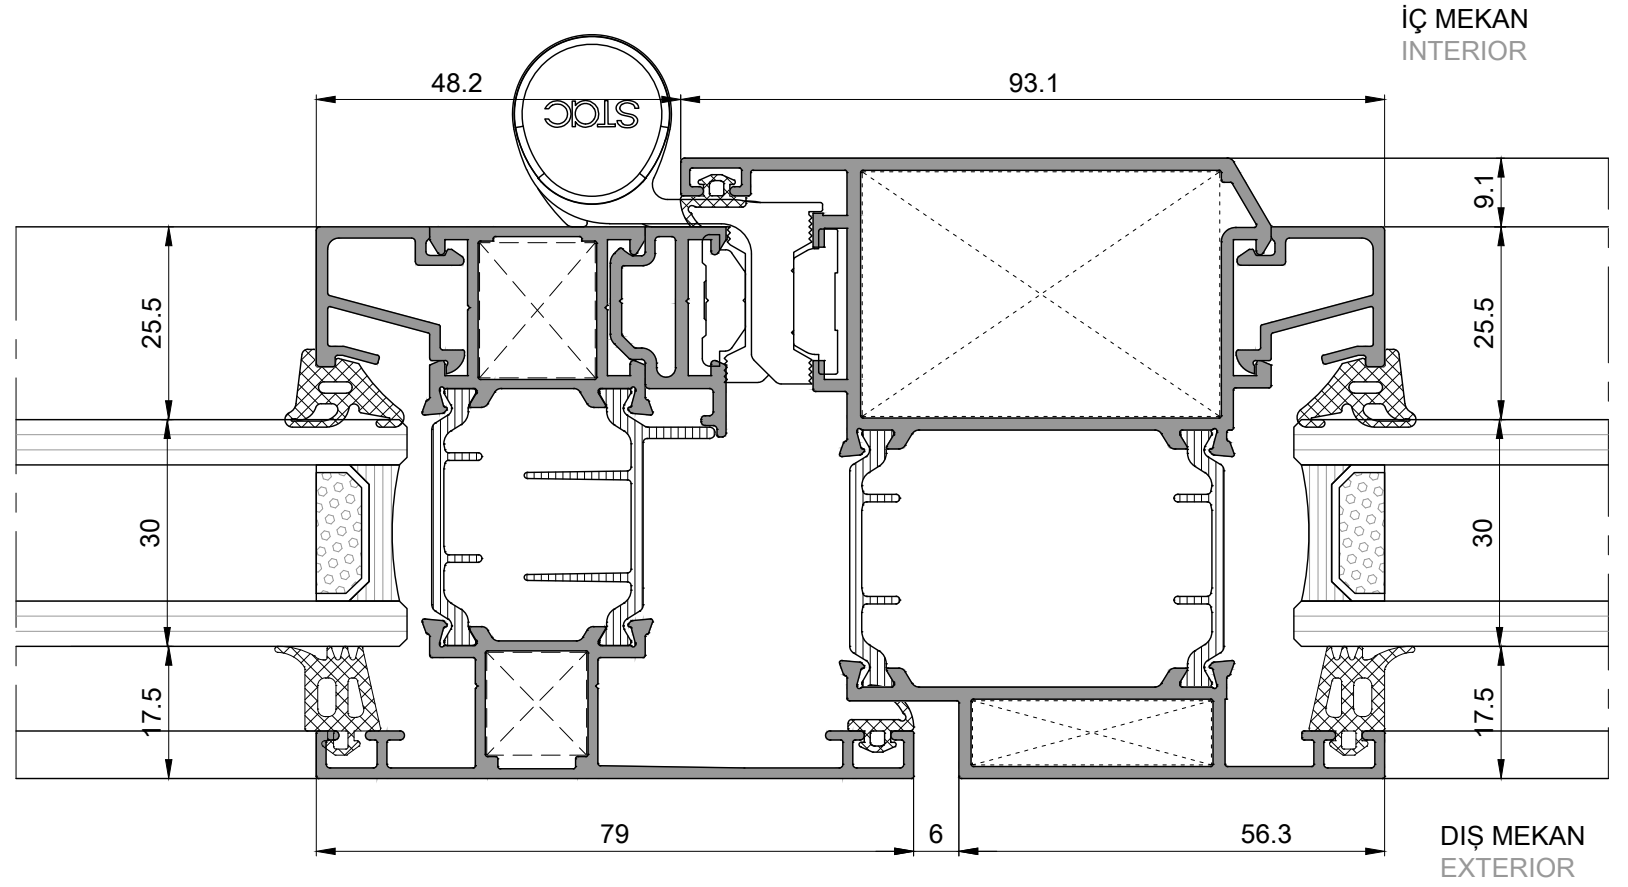 İÇ MEKAN
INTERIOR
48.2
93.1
STAC
9.1
25.5
25.5
30
30
17.5
17.5
79
6
56.3
DIŞ MEKAN
EXTERIOR